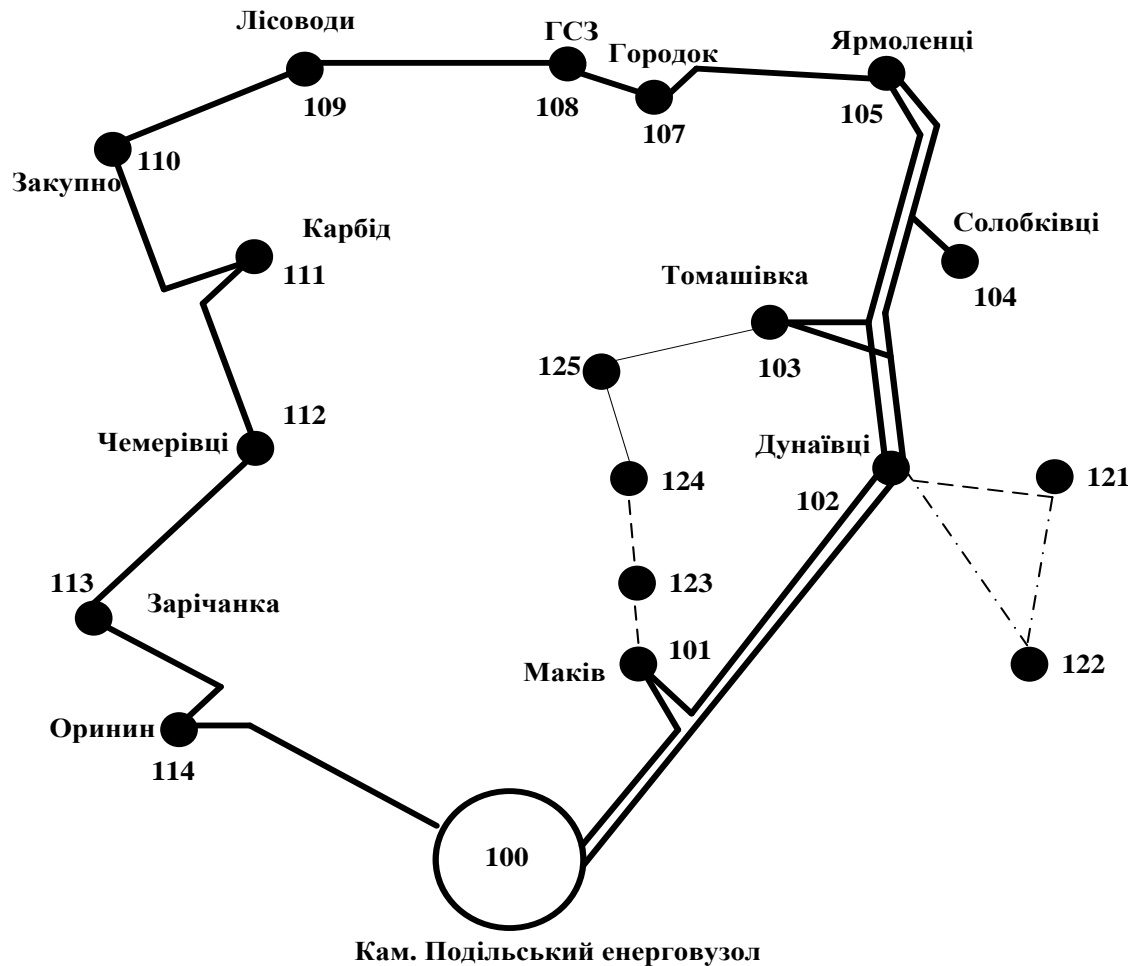 Лісоводи
ГСЗ
Городок
Ярмоленці
109
108
107
105
110
Закупно
Карбід
111
Солобківці
104
Томашівка
103
125
112
Чемерівці
Дунаївці
102
121
124
113
Зарічанка
123
101
Маків
122
Оринин
114
100
Кам. Подільський енерговузол